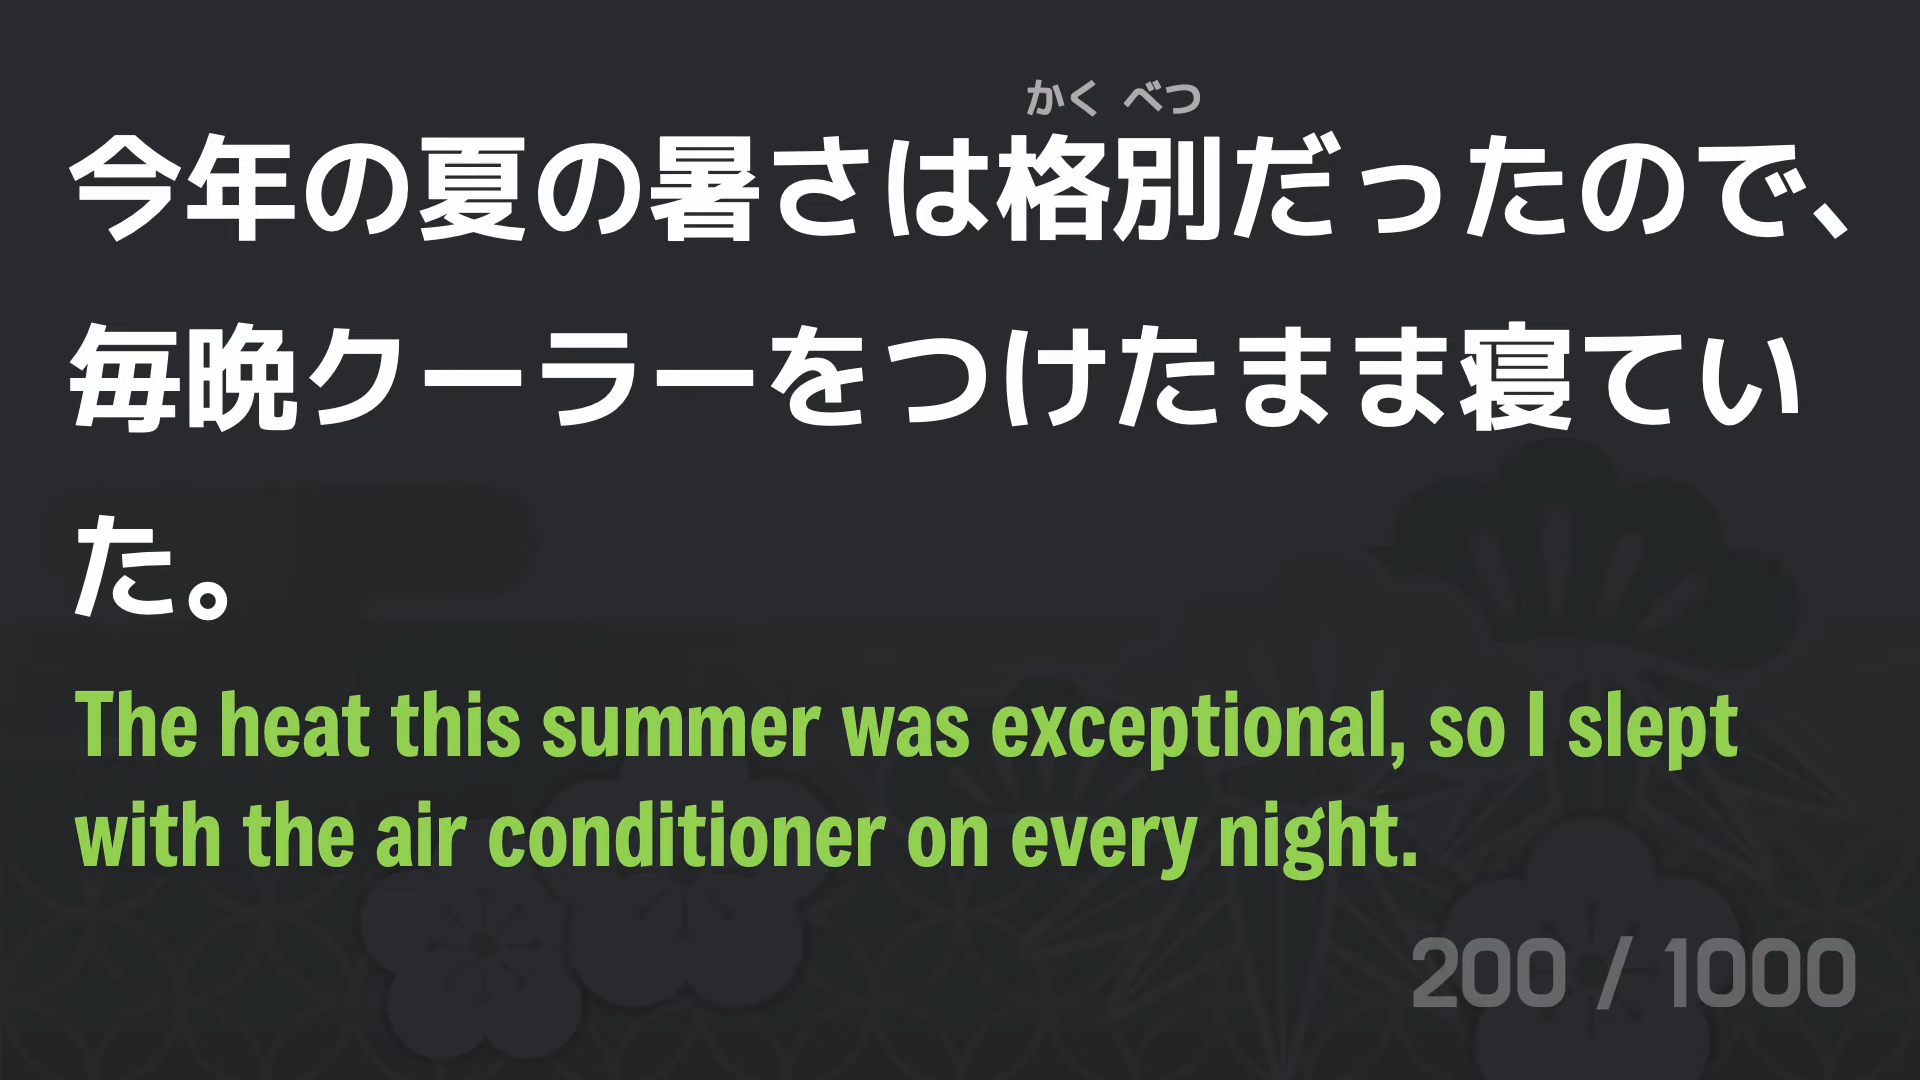 かくべつ
今年の夏の暑さは格別だったので、
毎晩クーラーをつけたまま寝てい
た。
The heat this summer was exceptional, so I slept
with the air conditioner on every night.
200 / 1000